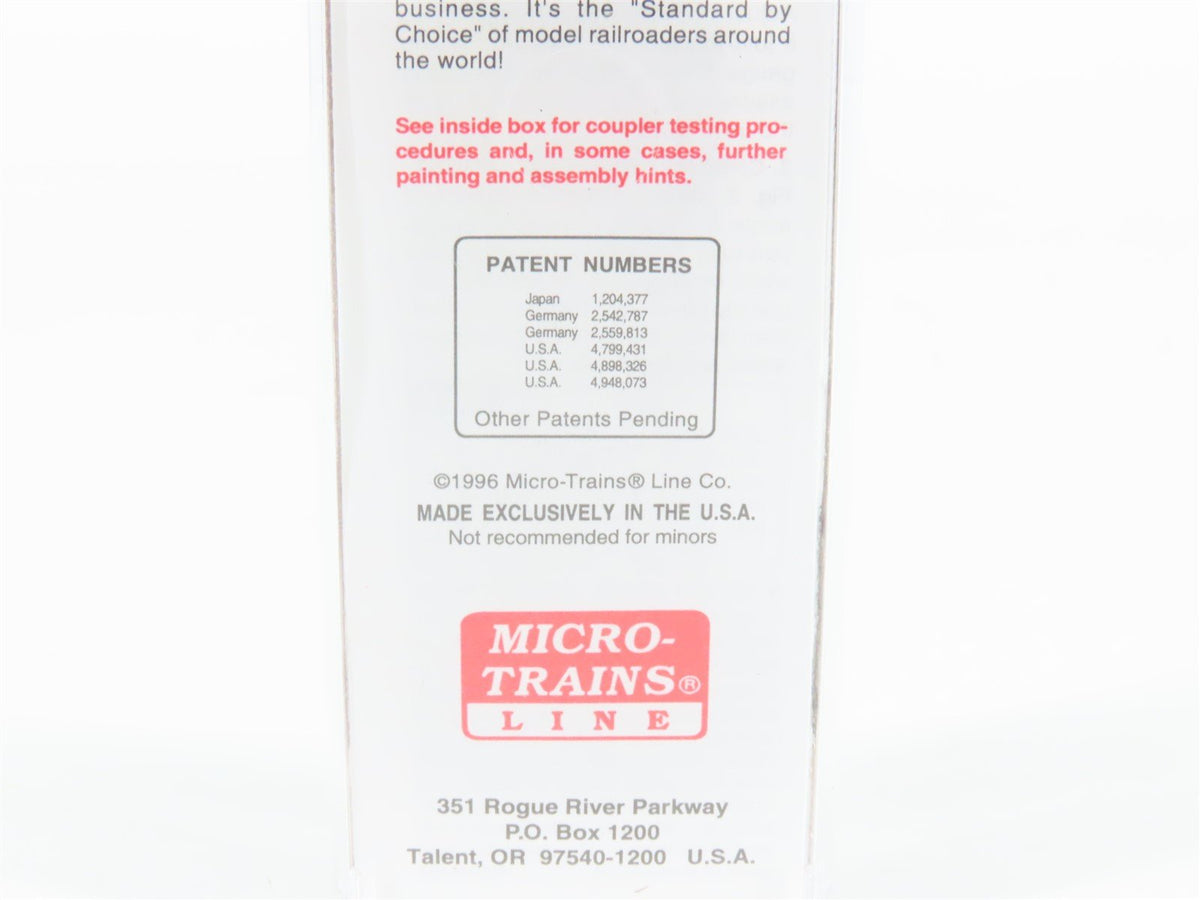 business. It's the "Standard by
Choice" of model railroaders around
the world!
See inside box for coupler testing pro-
cedures and, in some cases, further
painting and assembly hints.
PATENT NUMBERS
Japan 1,204,377
Germany 2,542,787
Germany 2,559,813
U.S.A. 4,799,431
U.S.A. 4,898,326
U.S.A. 4,948,073
Other Patents Pending
©1996 Micro-Trains® Line Co.
MADE EXCLUSIVELY IN THE U.S.A.
Not recommended for minors
MICRO-
TRAINS®
LINE
351 Rogue River Parkway
P.O. Box 1200
Talent, OR 97540-1200 U.S.A.